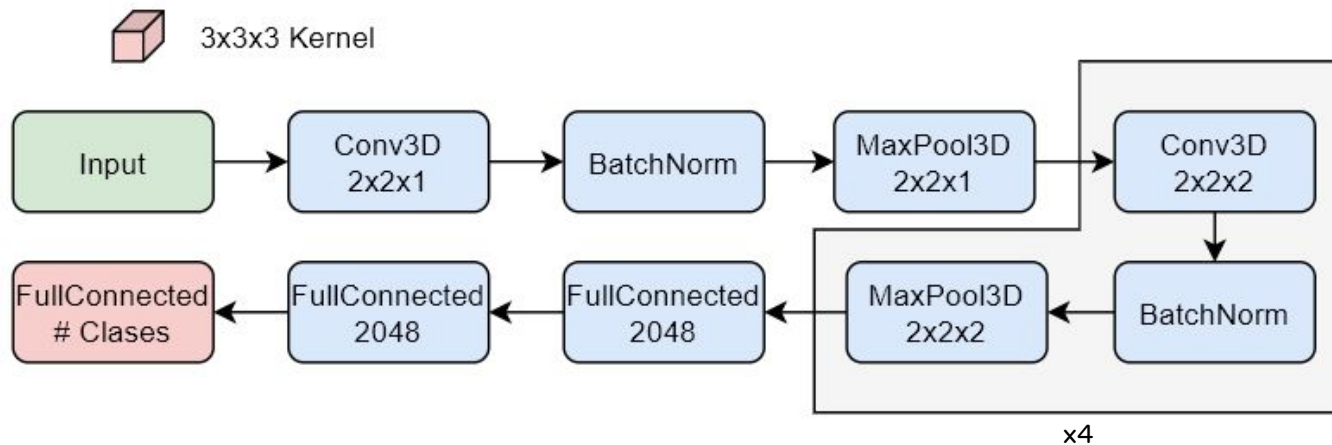 3x3x3 Kernel
Input
Conv3D
2x2x1
BatchNorm
MaxPool3D
2x2x1
Conv3D
2x2x2
BatchNorm
MaxPool3D
2x2x2
FullConnected
2048
FullConnected
2048
FullConnected
# Clases
x4